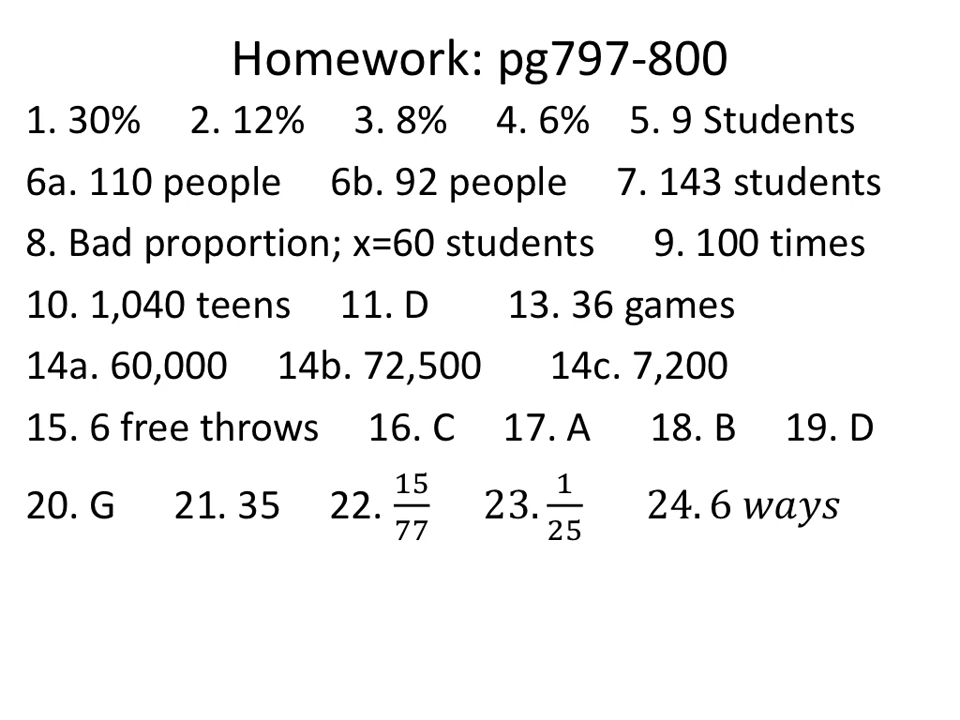 Homework: pg797-800
1. 30% 2. 12% 3. 8% 4. 6% 5. 9 Students
6a. 110 people 6b. 92 people 7. 143 students
8. Bad proportion; x=60 students 9. 100 times
10. 1,040 teens 11. D 13. 36 games
14a. 60,000 14b. 72,500 14c. 7,200
15. 6 free throws 16. C 17. A 18. B 19. D
20. G 21. 35 22. 15/77 23. 1/25 24. 6 ways